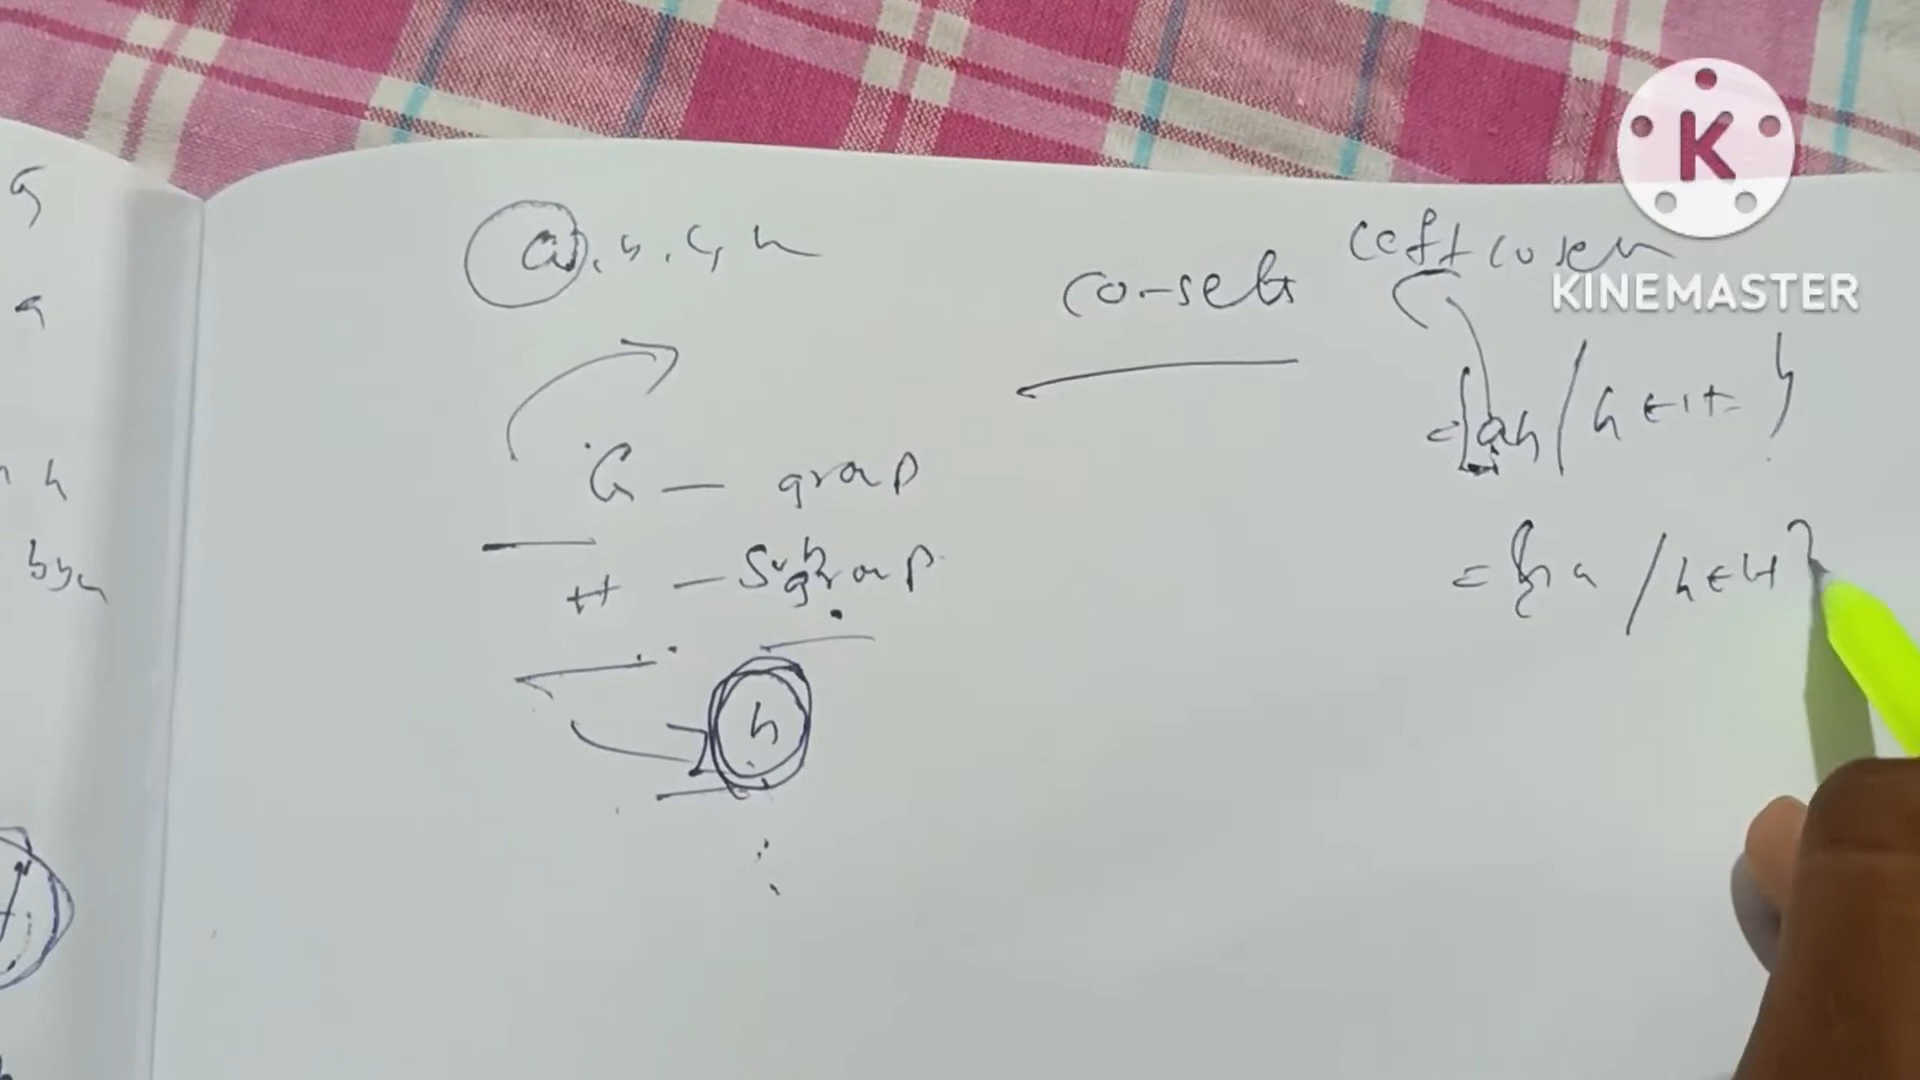 a, b, c, h
co-sets
left coset
G — group
= {ah / h ∈ H }
H — Subgroup
= {ha / h ∈ H}
h
K
KINEMASTER